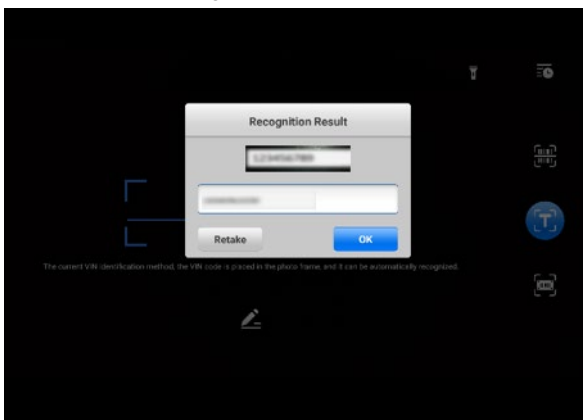 Recognition Result
123456789
Retake
OK
The current VIN identification method, the VIN code is placed in the photo frame, and it can be automatically recognized.